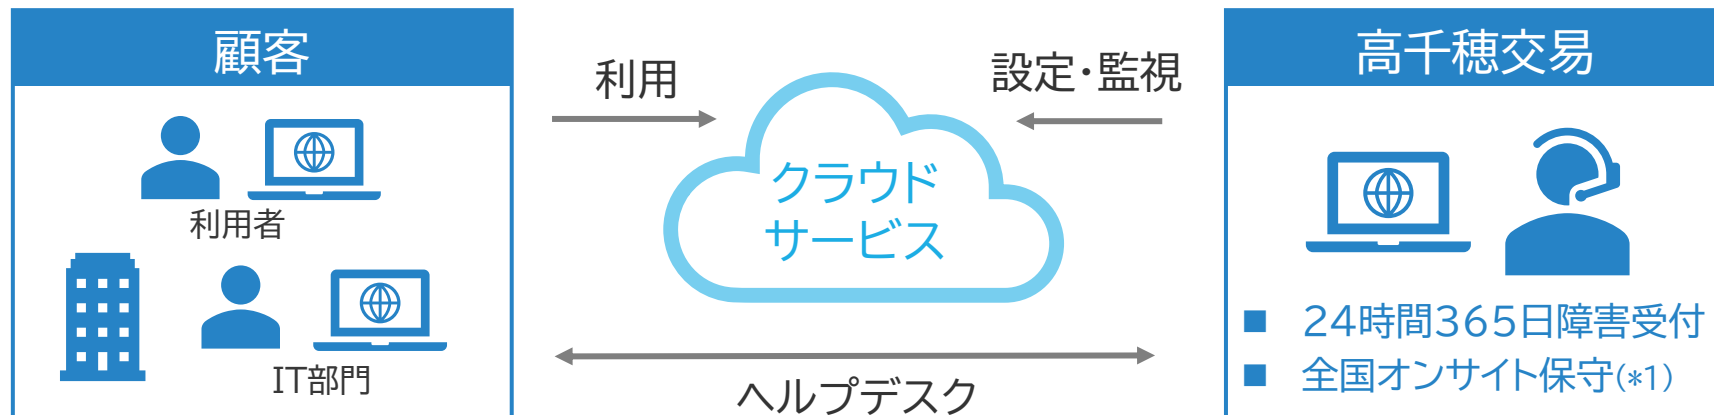 顧客
利用者
IT部門
利用
設定・監視
クラウド
サービス
ヘルプデスク
高千穂交易
■ 24時間365日障害受付
■ 全国オンサイト保守(*1)